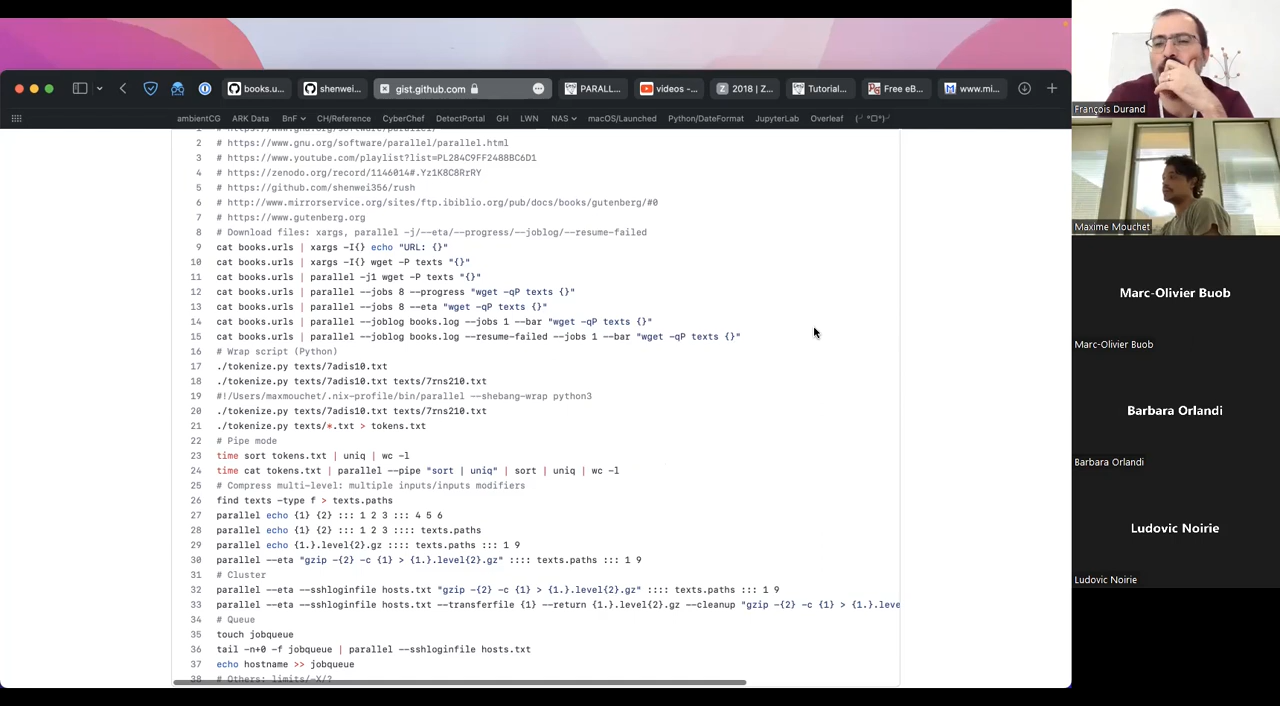 books.u...
shenwei...
gist.github.com
PARALL...
videos -...
2018 | Z...
Tutorial...
Free eB...
www.mi...
ambientCG
ARK Data
BnF
CH/Reference
CyberChef
DetectPortal
GH
LWN
NAS
macOS/Launched
Python/DateFormat
JupyterLab
Overleaf
1 # https://www.gnu.org/software/parallel/
2 # https://www.gnu.org/software/parallel/parallel.html
3 # https://www.youtube.com/playlist?list=PL284C9FF2488BC6D1
4 # https://zenodo.org/record/1146014#.Yz1K8C8RrRY
5 # https://github.com/shenwei356/rush
6 # http://www.mirrorservice.org/sites/ftp.ibiblio.org/pub/docs/books/gutenberg/#0
7 # https://www.gutenberg.org
8 # Download files: xargs, parallel -j/--eta/--progress/--joblog/--resume-failed
9 cat books.urls | xargs -I{} echo "URL: {}"
10 cat books.urls | xargs -I{} wget -P texts "{}"
11 cat books.urls | parallel -j1 wget -P texts "{}"
12 cat books.urls | parallel --jobs 8 --progress "wget -qP texts {}"
13 cat books.urls | parallel --jobs 8 --eta "wget -qP texts {}"
14 cat books.urls | parallel --joblog books.log --jobs 1 --bar "wget -qP texts {}"
15 cat books.urls | parallel --joblog books.log --resume-failed --jobs 1 --bar "wget -qP texts {}"
16 # Wrap script (Python)
17 ./tokenize.py texts/7adis10.txt
18 ./tokenize.py texts/7adis10.txt texts/7rns210.txt
19 #!/Users/maxmouchet/.nix-profile/bin/parallel --shebang-wrap python3
20 ./tokenize.py texts/7adis10.txt texts/7rns210.txt
21 ./tokenize.py texts/*.txt > tokens.txt
22 # Pipe mode
23 time sort tokens.txt | uniq | wc -l
24 time cat tokens.txt | parallel --pipe "sort | uniq" | sort | uniq | wc -l
25 # Compress multi-level: multiple inputs/inputs modifiers
26 find texts -type f > texts.paths
27 parallel echo {1} {2} ::: 1 2 3 ::: 4 5 6
28 parallel echo {1} {2} ::: 1 2 3 :::: texts.paths
29 parallel echo {1.}.level{2}.gz :::: texts.paths ::: 1 9
30 parallel --eta "gzip -{2} -c {1} > {1.}.level{2}.gz" :::: texts.paths ::: 1 9
31 # Cluster
32 parallel --eta --sshloginfile hosts.txt "gzip -{2} -c {1} > {1.}.level{2}.gz" :::: texts.paths ::: 1 9
33 parallel --eta --sshloginfile hosts.txt --transferfile {1} --return {1.}.level{2}.gz --cleanup "gzip -{2} -c {1} > {1.}.leve
34 # Queue
35 touch jobqueue
36 tail -n+0 -f jobqueue | parallel --sshloginfile hosts.txt
37 echo hostname >> jobqueue
38 # Others: limits/-X/?
François Durand
Maxime Mouchet
Marc-Olivier Buob
Marc-Olivier Buob
Barbara Orlandi
Barbara Orlandi
Ludovic Noirie
Ludovic Noirie